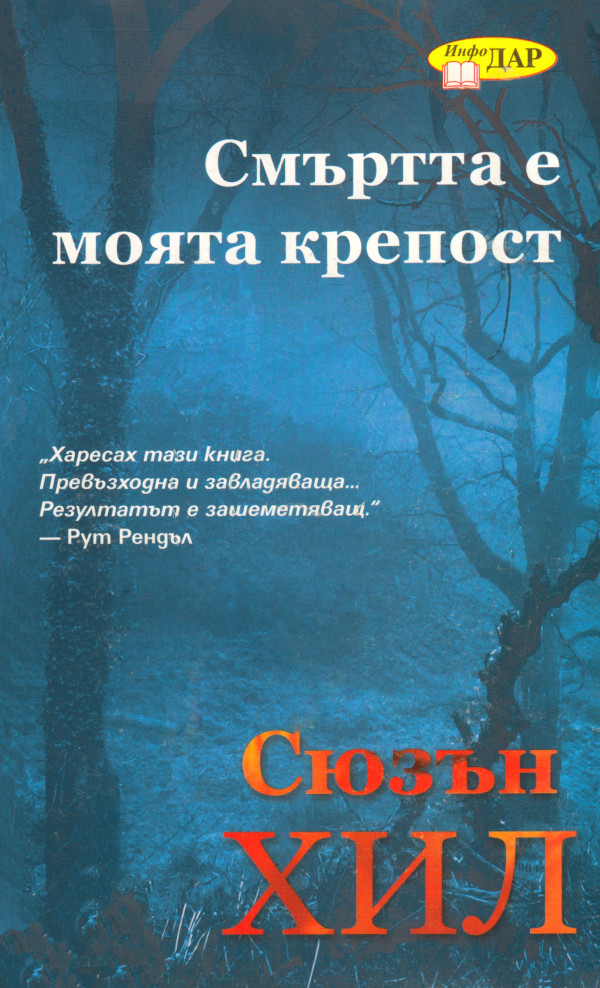 Инфо ДАР
Смъртта е
моята крепост
„Харесах тази книга.
Превъзходна и завладяваща...
Резултатът е зашеметяващ.“
— Рут Рендъл
Сюзън
ХИЛ